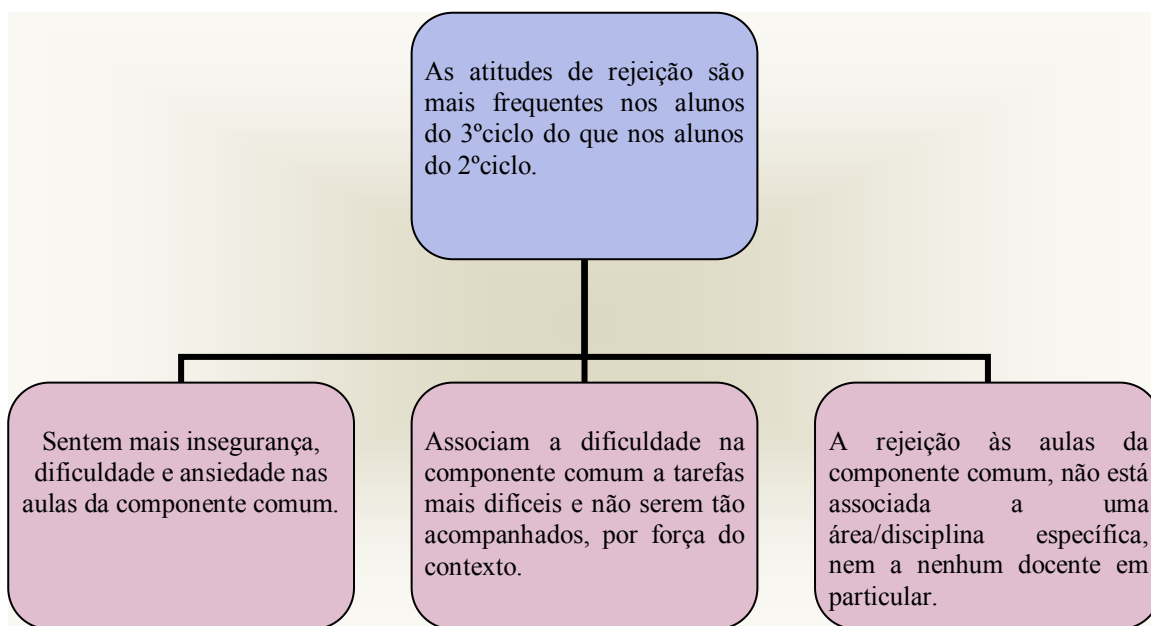 As atitudes de rejeição são
mais frequentes nos alunos
do 3ºciclo do que nos alunos
do 2ºciclo.
Sentem mais insegurança,
dificuldade e ansiedade nas
aulas da componente comum.
Associam a dificuldade na
componente comum a tarefas
mais difíceis e não serem tão
acompanhados, por força do
contexto.
A rejeição às aulas da
componente comum, não está
associada a uma
área/disciplina específica,
nem a nenhum docente em
particular.